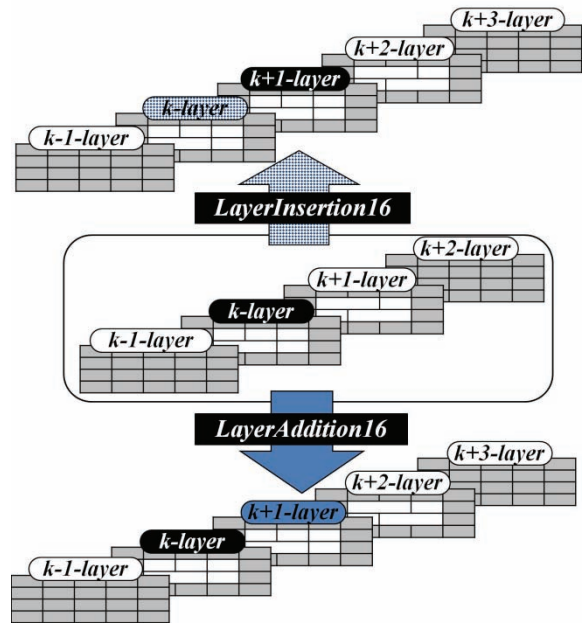 k+3-layer
k+2-layer
k+1-layer
k-layer
k-1-layer
LayerInsertion16
k+2-layer
k+1-layer
k-layer
k-1-layer
LayerAddition16
k+3-layer
k+2-layer
k+1-layer
k-layer
k-1-layer